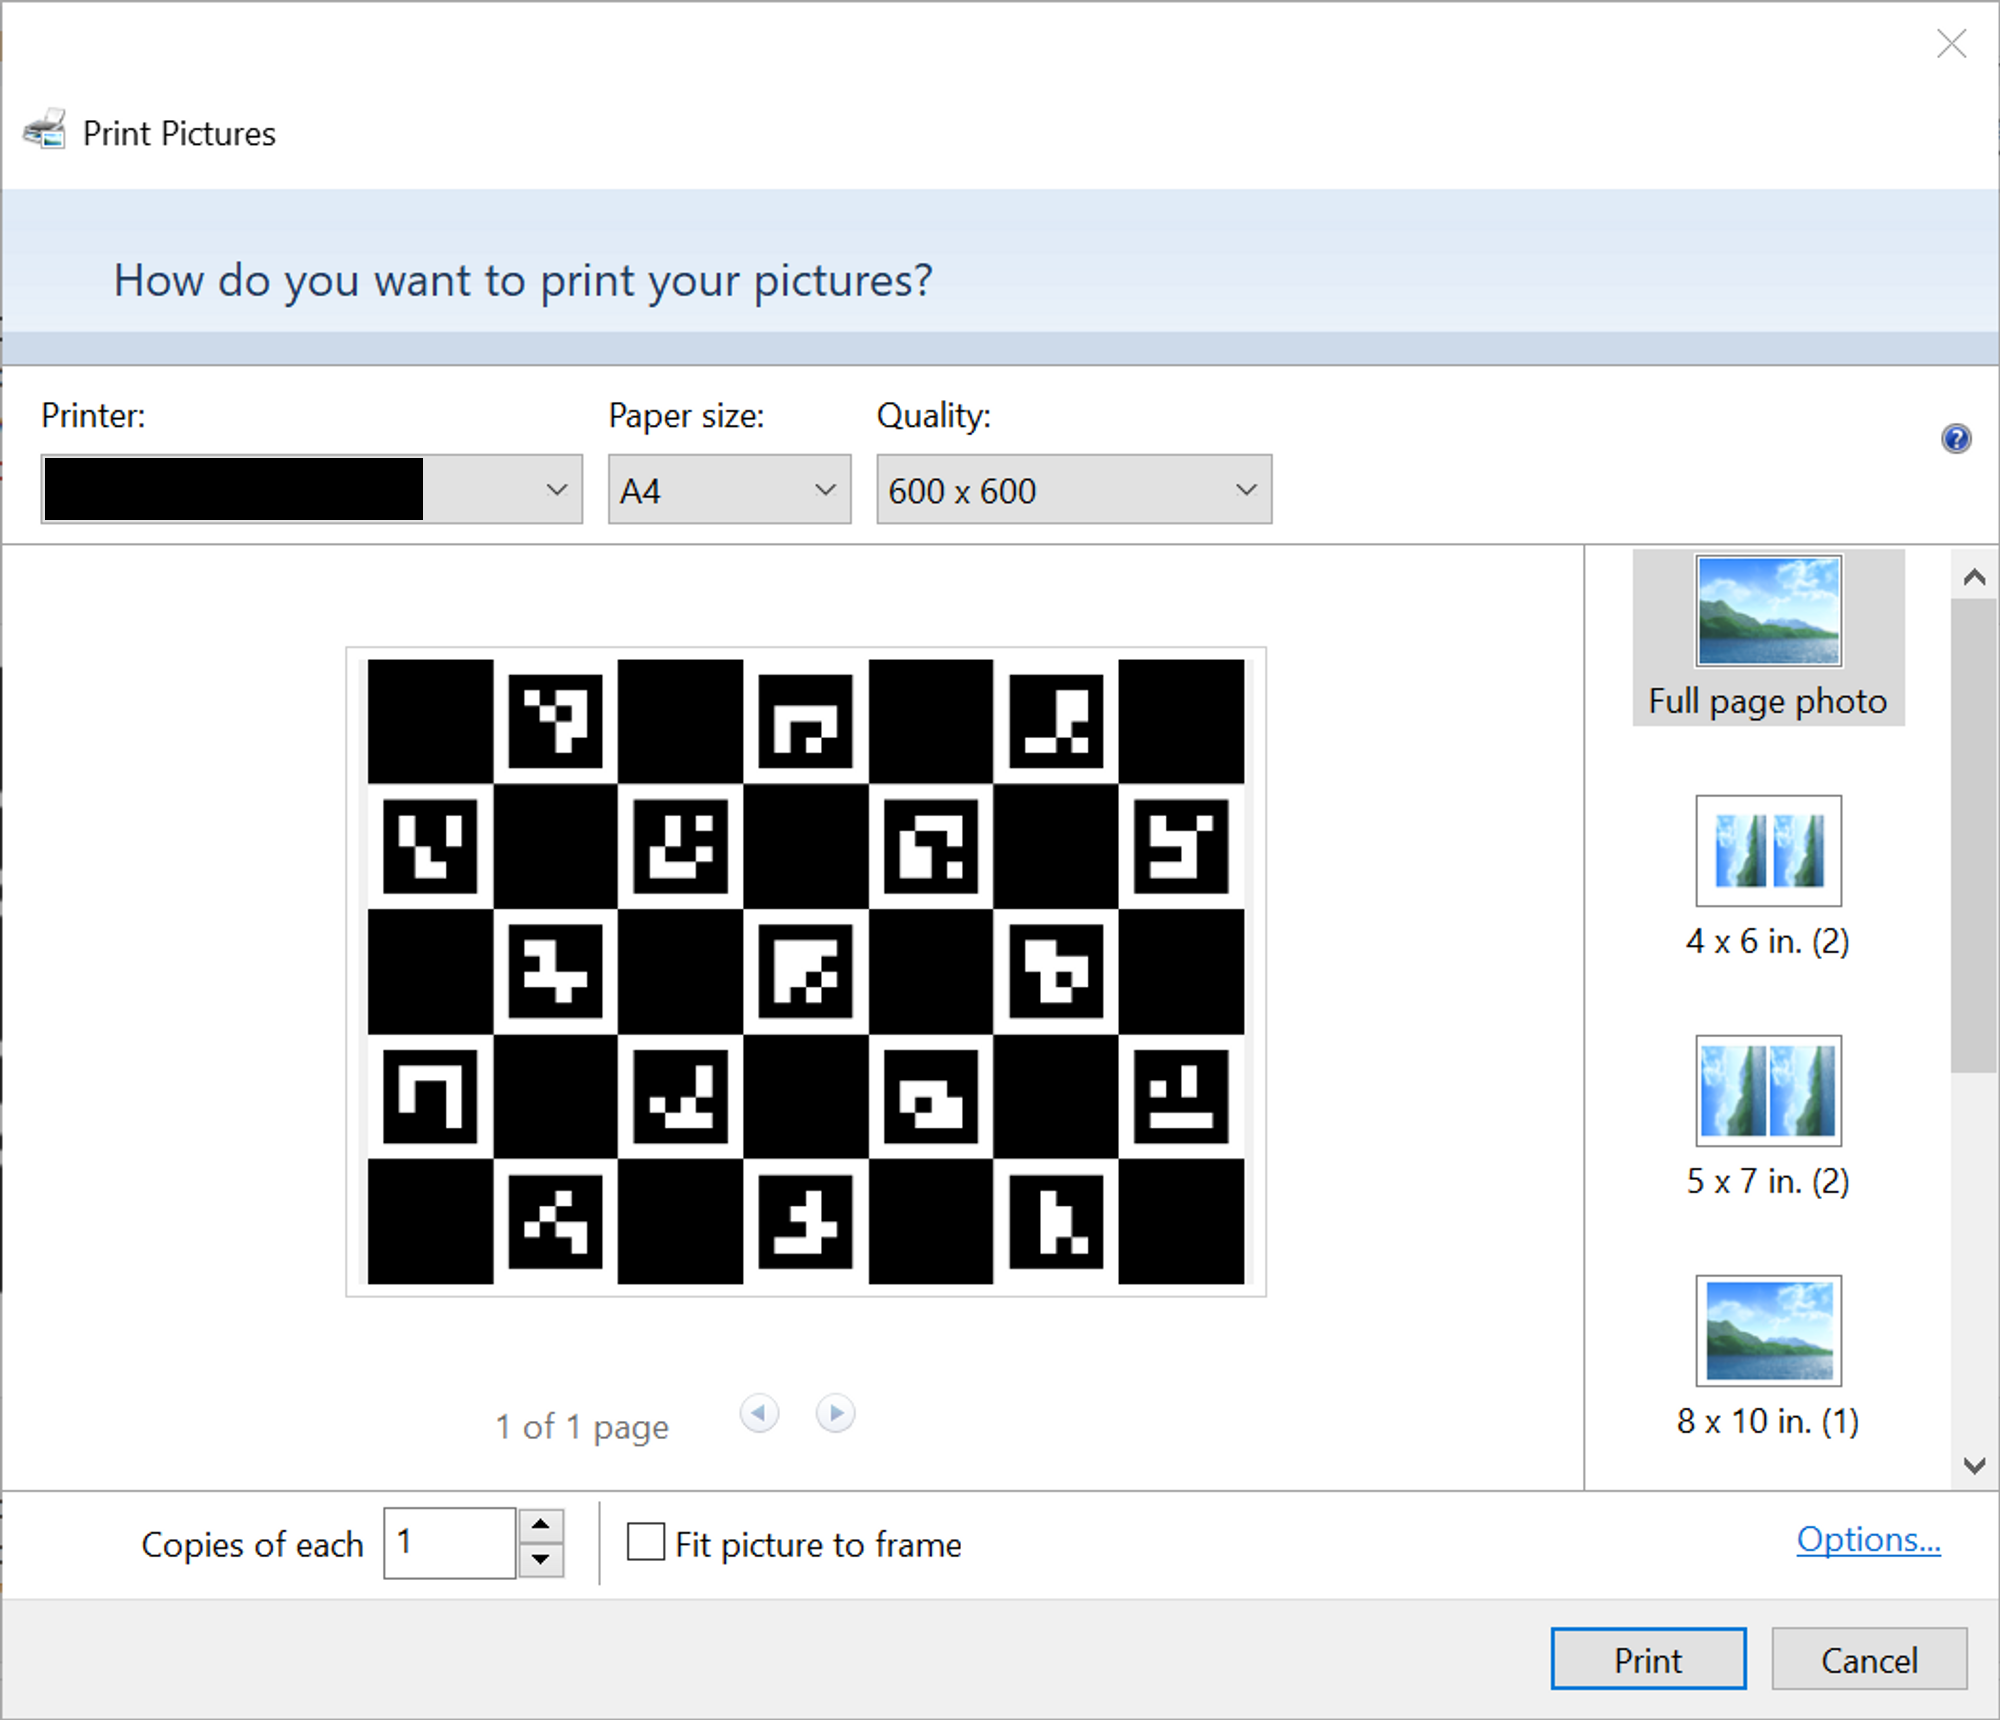 Print Pictures
How do you want to print your pictures?
Printer:
Paper size:
Quality:
A4
600 x 600
Full page photo
4 x 6 in. (2)
5 x 7 in. (2)
8 x 10 in. (1)
1 of 1 page
Copies of each
1
Fit picture to frame
Options...
Print
Cancel